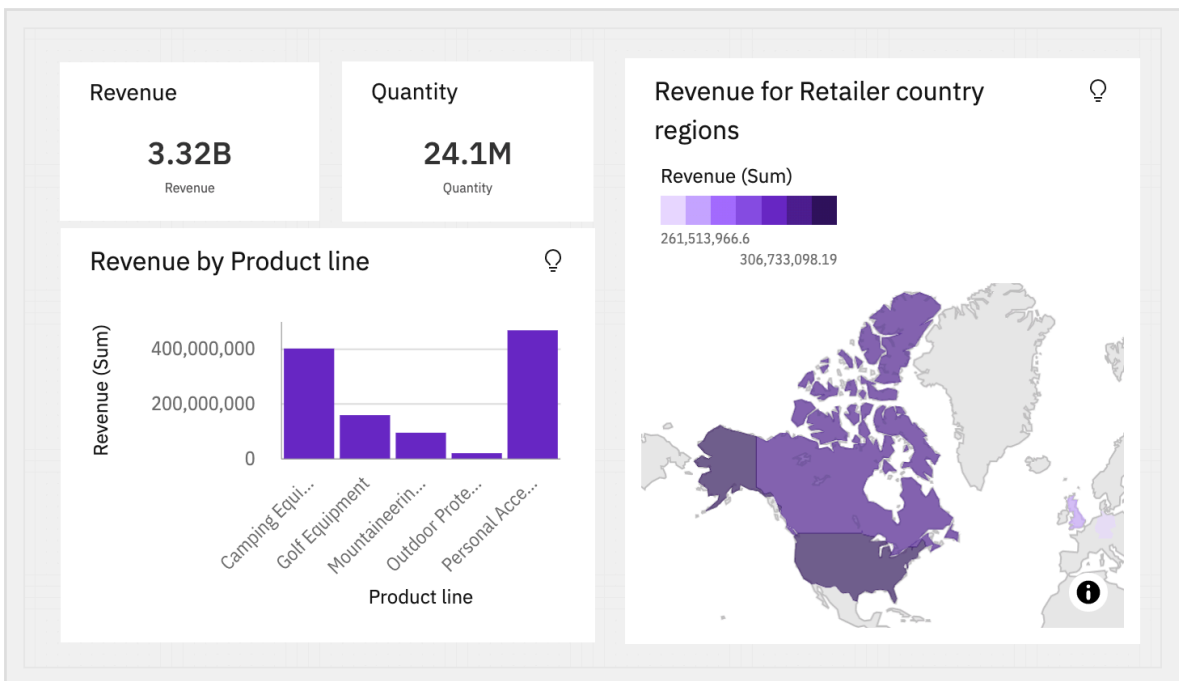 Revenue
3.32B
Revenue
Quantity
24.1M
Quantity
Revenue by Product line
Revenue (Sum)
400,000,000
200,000,000
0
Camping Equi...
Golf Equipment
Mountaineerin...
Outdoor Prote...
Personal Acce...
Product line
Revenue for Retailer country
regions
Revenue (Sum)
261,513,966.6
306,733,098.19